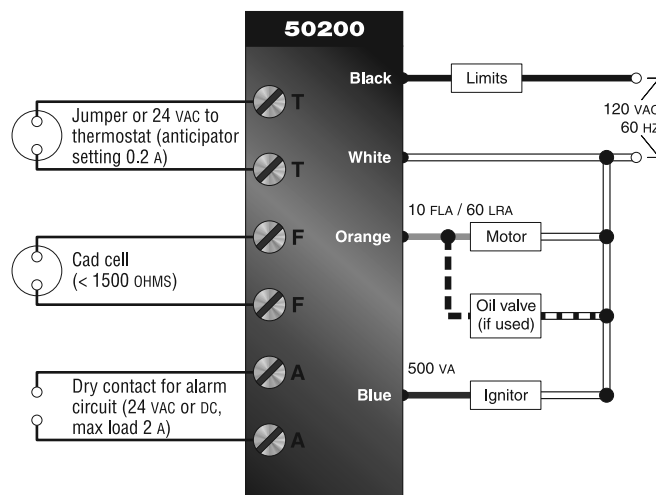 50200
Black
Limits
120 VAC
60 HZ
T
Jumper or 24 VAC to
thermostat (anticipator
setting 0.2 A)
T
White
10 FLA / 60 LRA
F
Orange
Motor
Cad cell
(< 1500 OHMS)
F
Oil valve
(if used)
A
Dry contact for alarm
circuit (24 VAC or DC,
max load 2 A)
500 VA
Blue
Ignitor
A